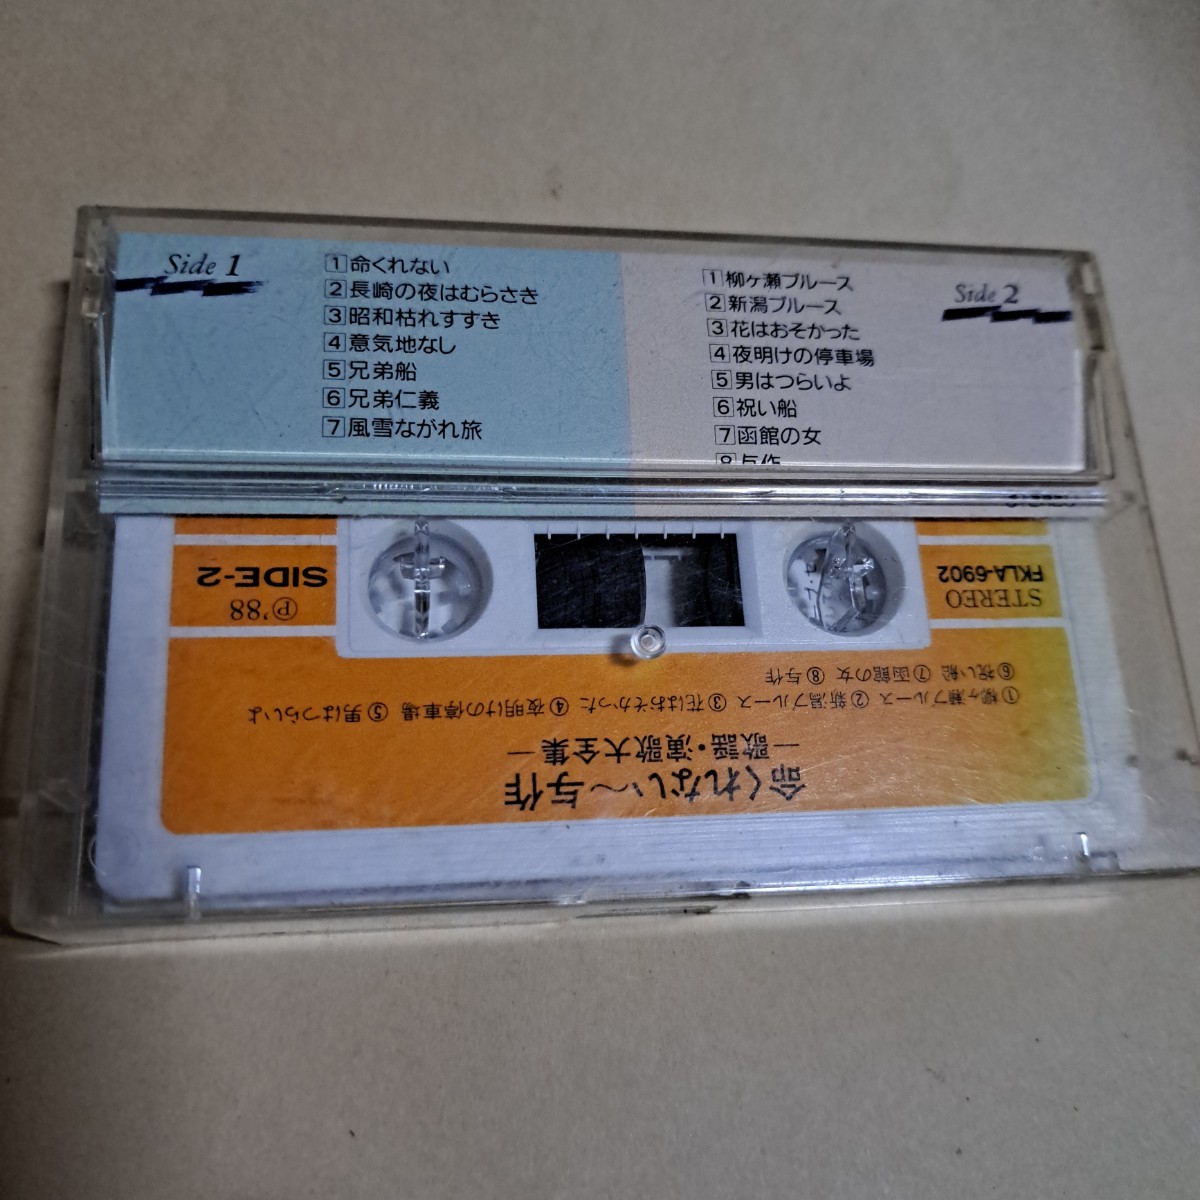 Side 1
1 命くれない
2 長崎の夜はむらさき
3 昭和枯れすすき
4 意気地なし
5 兄弟船
6 兄弟仁義
7 風雪ながれ旅
Side 2
1 柳ヶ瀬ブルース
2 新潟ブルース
3 花はおそかった
4 夜明けの停車場
5 男はつらいよ
6 祝い船
7 函館の女
8 与作
命くれない〜与作
―歌謡・演歌大全集―
①柳ヶ瀬ブルース ②新潟ブルース ③花はおそかった ④夜明けの停車場 ⑤男はつらいよ
⑥祝い船 ⑦函館の女 ⑧与作
STEREO
FKLA-6902
Ⓟ'88
SIDE-2